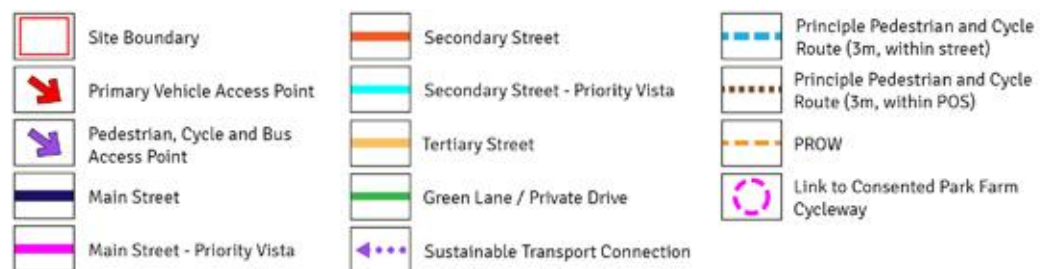 Site Boundary
Primary Vehicle Access Point
Pedestrian, Cycle and Bus
Access Point
Main Street
Main Street - Priority Vista
Secondary Street
Secondary Street - Priority Vista
Tertiary Street
Green Lane / Private Drive
Sustainable Transport Connection
Principle Pedestrian and Cycle
Route (3m, within street)
Principle Pedestrian and Cycle
Route (3m, within POS)
PROW
Link to Consented Park Farm
Cycleway